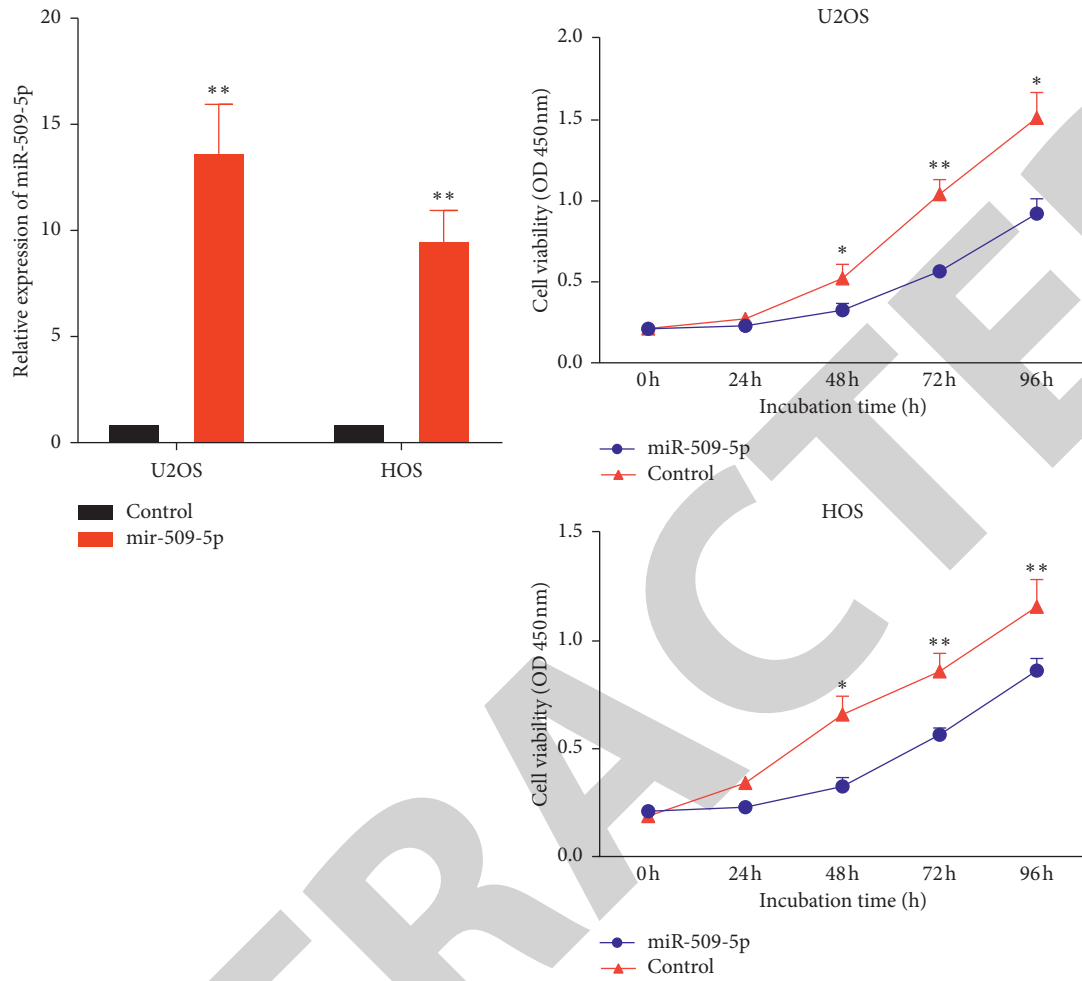 20
15
10
5
0
Relative expression of miR-509-5p
**
**
U2OS
HOS
Control
mir-509-5p
U2OS
2.0
1.5
1.0
0.5
0.0
Cell viability (OD 450nm)
*
**
*
0h 24h 48h 72h 96h
Incubation time (h)
miR-509-5p
Control
HOS
1.5
1.0
0.5
0.0
Cell viability (OD 450nm)
*
**
**
0h 24h 48h 72h 96h
Incubation time (h)
miR-509-5p
Control
TRACTE